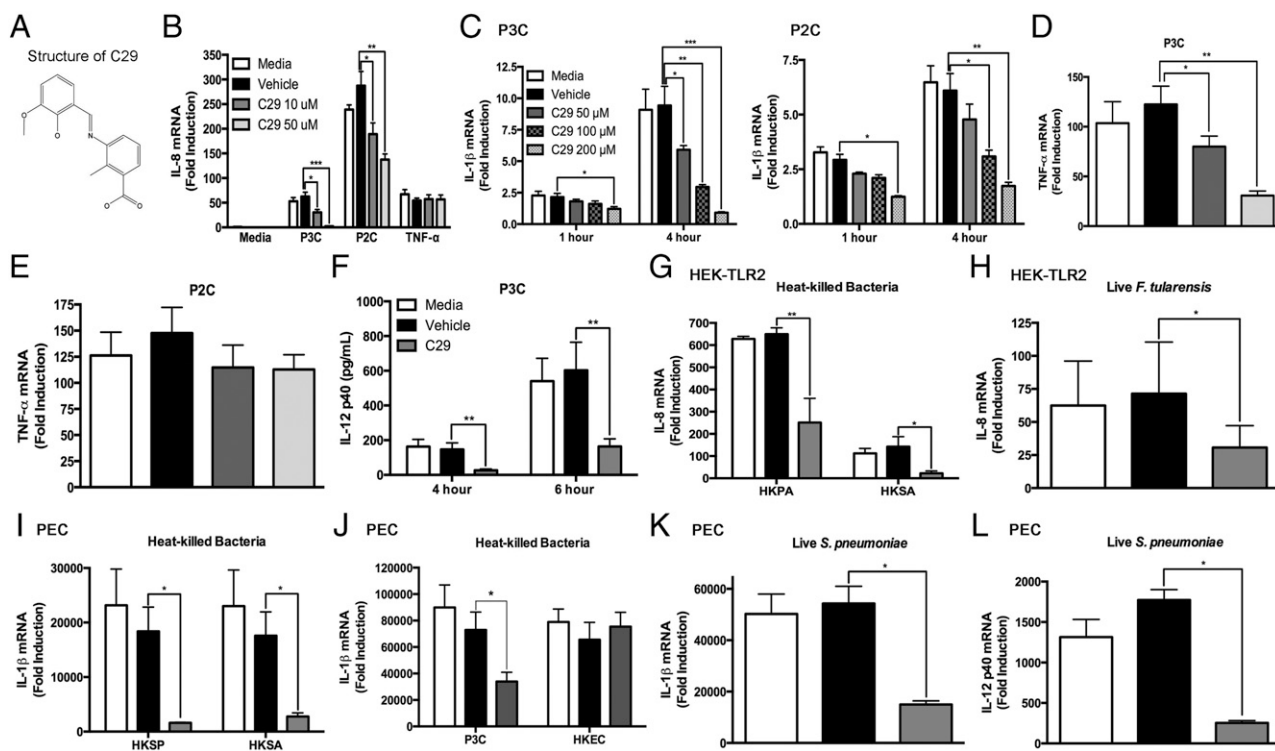 A
Structure of C29
O
O
N
O
O
B
IL-8 mRNA
(Fold Induction)
350
300
250
200
150
100
50
0
Media
Vehicle
C29 10 uM
C29 50 uM
*
***
*
**
Media
P3C
P2C
TNF-α
C
P3C
IL-1β mRNA
(Fold Induction)
12.5
10.0
7.5
5.0
2.5
0.0
Media
Vehicle
C29 50 µM
C29 100 µM
C29 200 µM
*
***
**
*
1 hour
4 hour
P2C
IL-1β mRNA
(Fold Induction)
7.5
5.0
2.5
0.0
*
**
*
1 hour
4 hour
D
P3C
TNF-α mRNA
(Fold Induction)
150
125
100
75
50
25
0
*
**
E
P2C
TNF-α mRNA
(Fold Induction)
175
150
125
100
75
50
25
0
F
P3C
IL-12 p40 (pg/mL)
1000
800
600
400
200
0
Media
Vehicle
C29
**
**
4 hour
6 hour
G
HEK-TLR2
Heat-killed Bacteria
IL-8 mRNA
(Fold Induction)
700
600
500
400
300
200
100
0
**
*
HKPA
HKSA
H
HEK-TLR2
Live F. tularensis
IL-8 mRNA
(Fold Induction)
125
100
75
50
25
0
*
I
PEC
Heat-killed Bacteria
IL-1β mRNA
(Fold Induction)
30000
20000
10000
0
*
*
HKSP
HKSA
J
PEC
Heat-killed Bacteria
IL-1β mRNA
(Fold Induction)
120000
100000
80000
60000
40000
20000
0
*
P3C
HKEC
K
PEC
Live S. pneumoniae
IL-1β mRNA
(Fold Induction)
60000
40000
20000
0
*
L
PEC
Live S. pneumoniae
IL-12 p40 mRNA
(Fold Induction)
2000
1500
1000
500
0
*